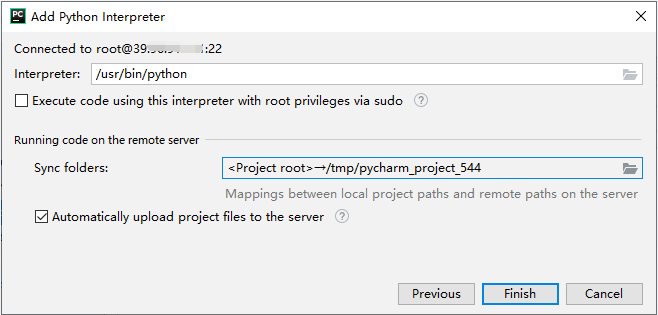 PC Add Python Interpreter
Connected to root@39. :22
Interpreter: /usr/bin/python
Execute code using this interpreter with root privileges via sudo ?
Running code on the remote server
Sync folders: <Project root>→/tmp/pycharm_project_544
Mappings between local project paths and remote paths on the server
Automatically upload project files to the server ?
Previous Finish Cancel